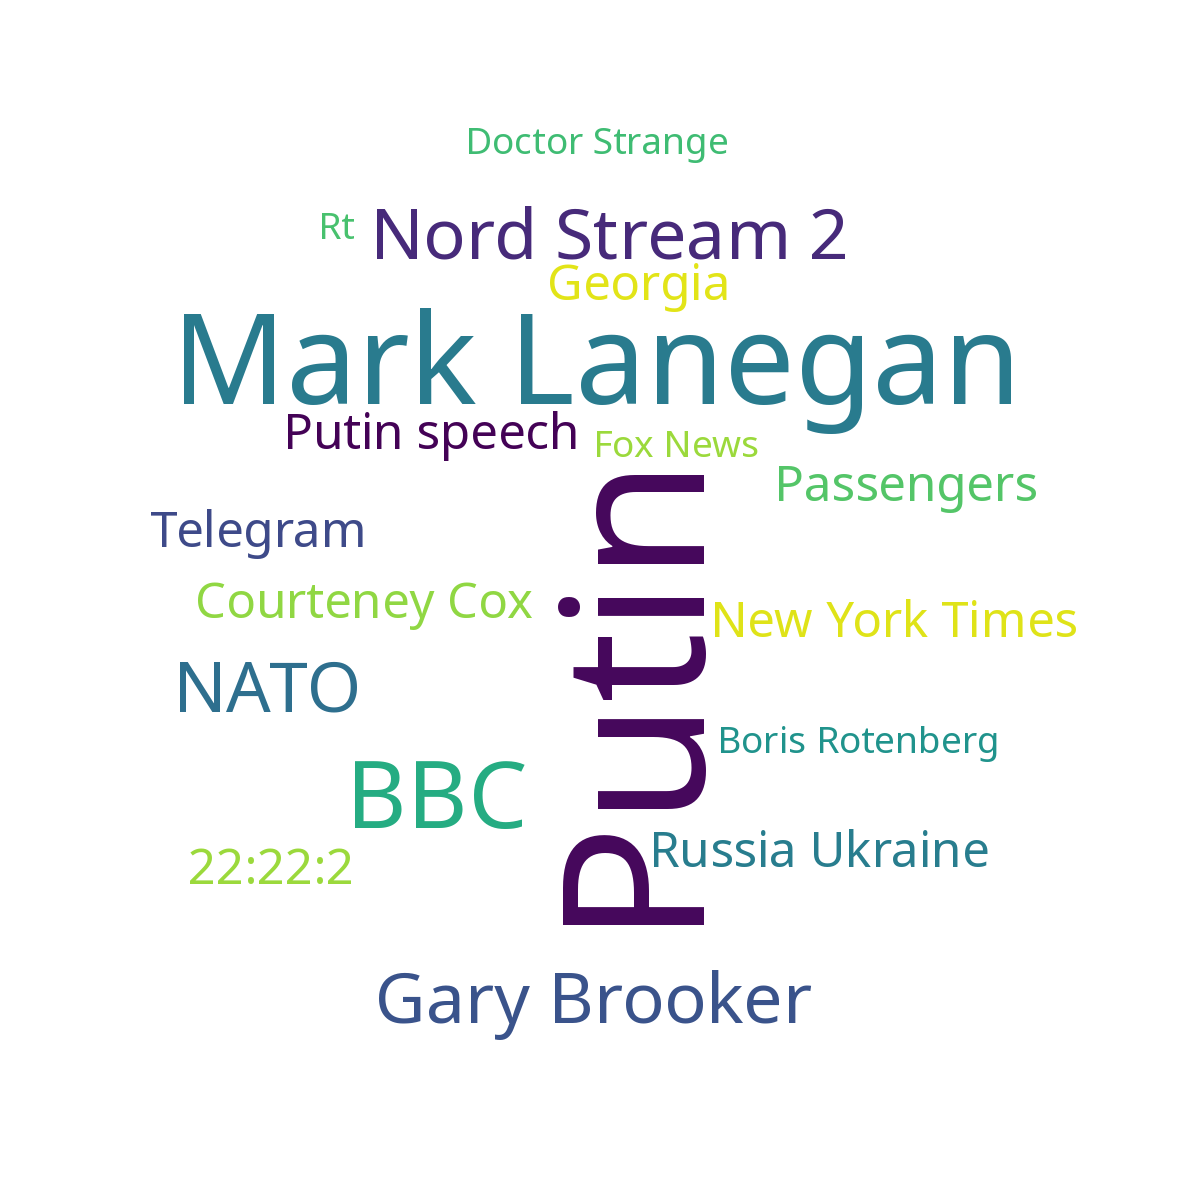 Doctor Strange
Rt
Nord Stream 2
Georgia
Mark Lanegan
Putin speech
Fox News
Passengers
Telegram
Courteney Cox
Putin
New York Times
NATO
Boris Rotenberg
BBC
Russia Ukraine
22:22:2
Gary Brooker